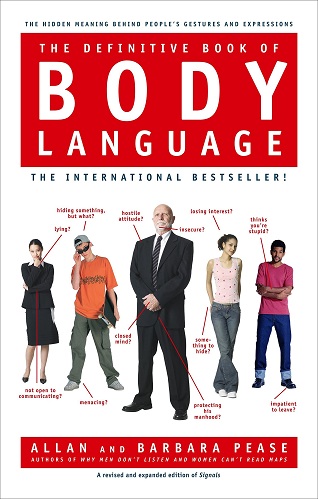 THE HIDDEN MEANING BEHIND PEOPLE'S GESTURES AND EXPRESSIONS
THE DEFINITIVE BOOK OF
BODY
LANGUAGE
THE INTERNATIONAL BESTSELLER!
lying?
hiding something,
but what?
hostile
attitude?
insecure?
losing interest?
thinks
you're
stupid?
closed
mind?
some-
thing to
hide?
not open to
communicating?
menacing?
protecting
his
manhood?
impatient
to leave?
ALLAN AND BARBARA PEASE
AUTHORS OF WHY MEN DON'T LISTEN AND WOMEN CAN'T READ MAPS
A revised and expanded edition of Signals